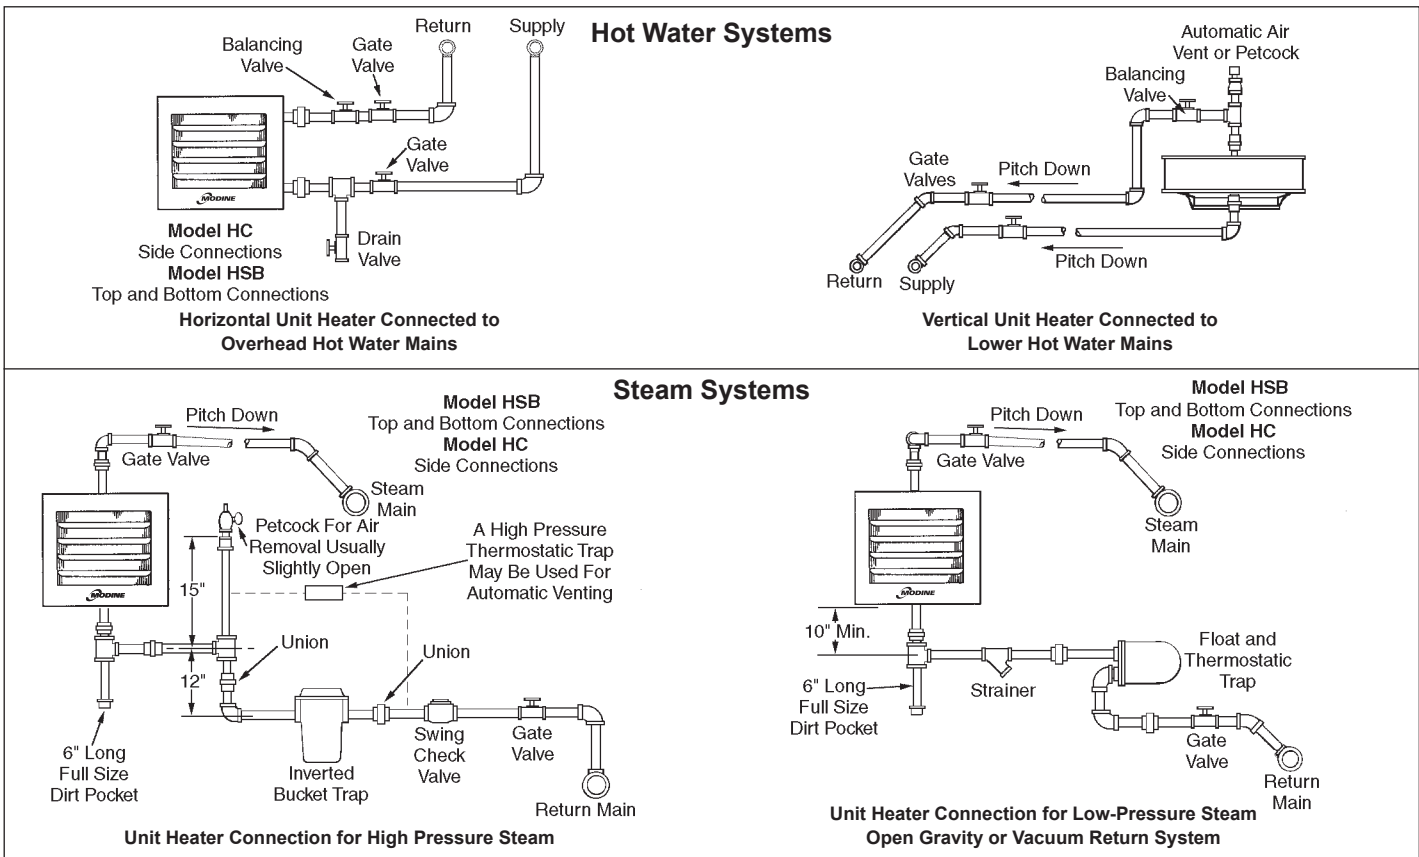 Hot Water Systems
Return
Supply
Balancing
Valve
Gate
Valve
Gate
Valve
MODINE
Model HC
Side Connections
Model HSB
Top and Bottom Connections
Drain
Valve
Horizontal Unit Heater Connected to
Overhead Hot Water Mains
Automatic Air
Vent or Petcock
Balancing
Valve
Gate
Valves
Pitch Down
Pitch Down
Return
Supply
Vertical Unit Heater Connected to
Lower Hot Water Mains
Steam Systems
Model HSB
Top and Bottom Connections
Model HC
Side Connections
Pitch Down
Gate Valve
Steam
Main
Petcock For Air
Removal Usually
Slightly Open
A High Pressure
Thermostatic Trap
May Be Used For
Automatic Venting
MODINE
15"
12"
Union
Union
6" Long
Full Size
Dirt Pocket
Inverted
Bucket Trap
Swing
Check
Valve
Gate
Valve
Return Main
Unit Heater Connection for High Pressure Steam
Model HSB
Top and Bottom Connections
Model HC
Side Connections
Pitch Down
Gate Valve
Steam
Main
MODINE
10" Min.
6" Long
Full Size
Dirt Pocket
Strainer
Float and
Thermostatic
Trap
Gate
Valve
Return
Main
Unit Heater Connection for Low-Pressure Steam
Open Gravity or Vacuum Return System